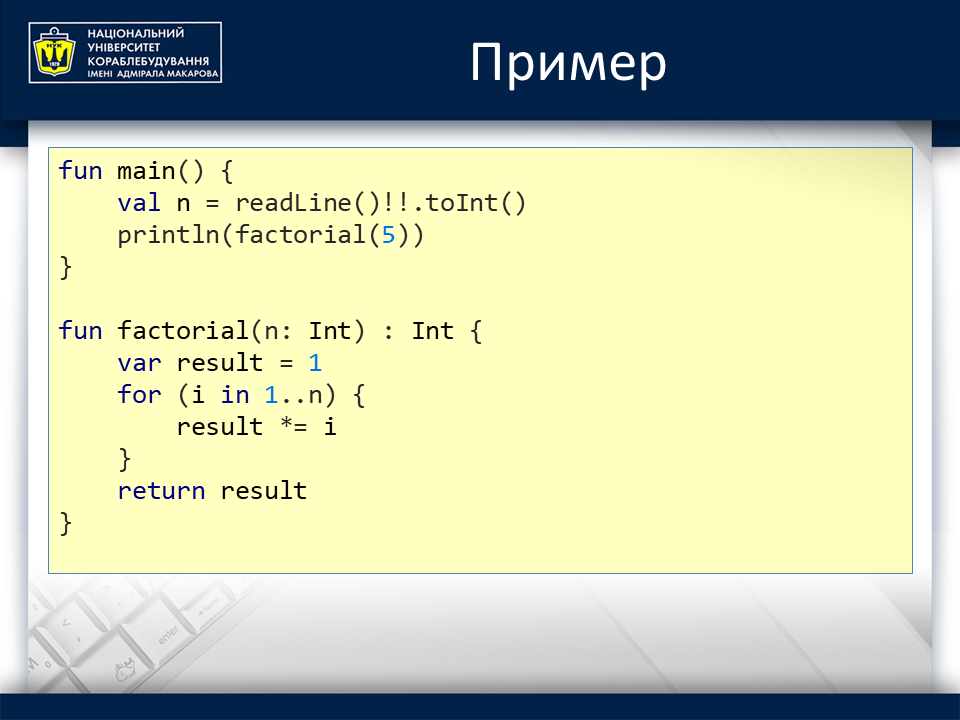 НАЦІОНАЛЬНИЙ
УНІВЕРСИТЕТ
КОРАБЛЕБУДУВАННЯ
ІМЕНІ АДМІРАЛА МАКАРОВА
НУК
1920
Пример
fun main() {
    val n = readLine()!!.toInt()
    println(factorial(5))
}

fun factorial(n: Int) : Int {
    var result = 1
    for (i in 1..n) {
        result *= i
    }
    return result
}
enter